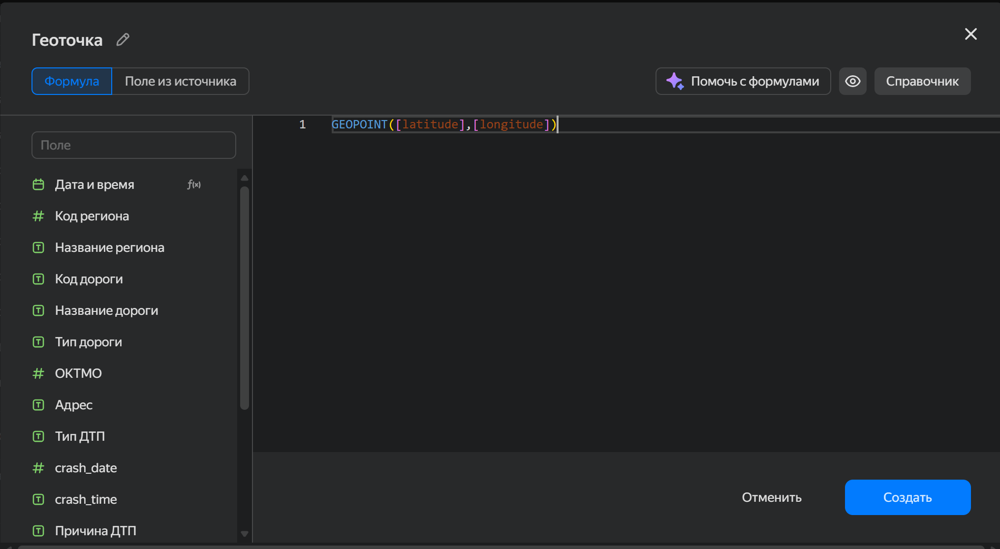 Геоточка
Формула
Поле из источника
Помочь с формулами
Справочник
1
GEOPOINT([latitude],[longitude])
Поле
Дата и время
f(x)
Код региона
Название региона
Код дороги
Название дороги
Тип дороги
ОКТМО
Адрес
Тип ДТП
crash_date
crash_time
Причина ДТП
Отменить
Создать